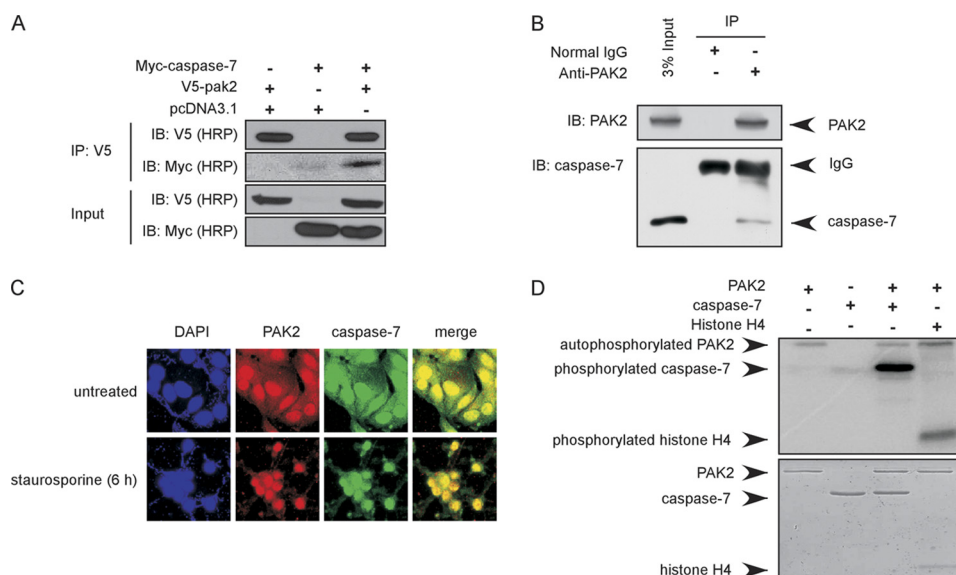 A
Myc-caspase-7 - + +
V5-pak2 + - +
pcDNA3.1 + + -
IP: V5
IB: V5 (HRP)
IB: Myc (HRP)
Input
IB: V5 (HRP)
IB: Myc (HRP)
B
3% Input
IP
Normal IgG + -
Anti-PAK2 - +
IB: PAK2
PAK2
IB: caspase-7
IgG
caspase-7
C
DAPI PAK2 caspase-7 merge
untreated
staurosporine (6 h)
D
PAK2 + - + +
caspase-7 - + + -
Histone H4 - - - +
autophosphorylated PAK2
phosphorylated caspase-7
phosphorylated histone H4
PAK2
caspase-7
histone H4